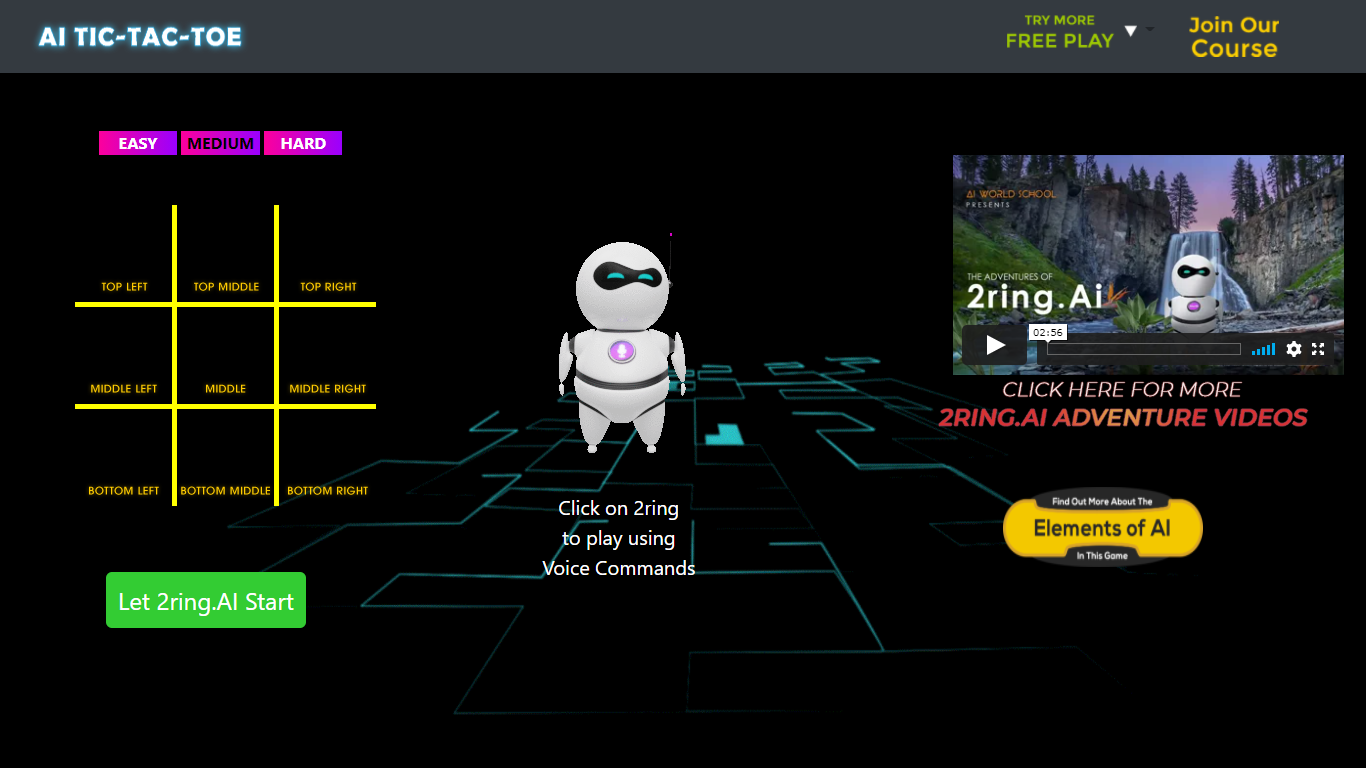 AI TIC-TAC-TOE
TRY MORE
FREE PLAY
Join Our
Course
EASY MEDIUM HARD
TOP LEFT TOP MIDDLE TOP RIGHT
MIDDLE LEFT MIDDLE MIDDLE RIGHT
BOTTOM LEFT BOTTOM MIDDLE BOTTOM RIGHT
Let 2ring.AI Start
Click on 2ring
to play using
Voice Commands
AI WORLD SCHOOL
PRESENTS
THE ADVENTURES OF
2ring.Ai
02:56
CLICK HERE FOR MORE
2RING.AI ADVENTURE VIDEOS
Find Out More About The
Elements of AI
In This Game